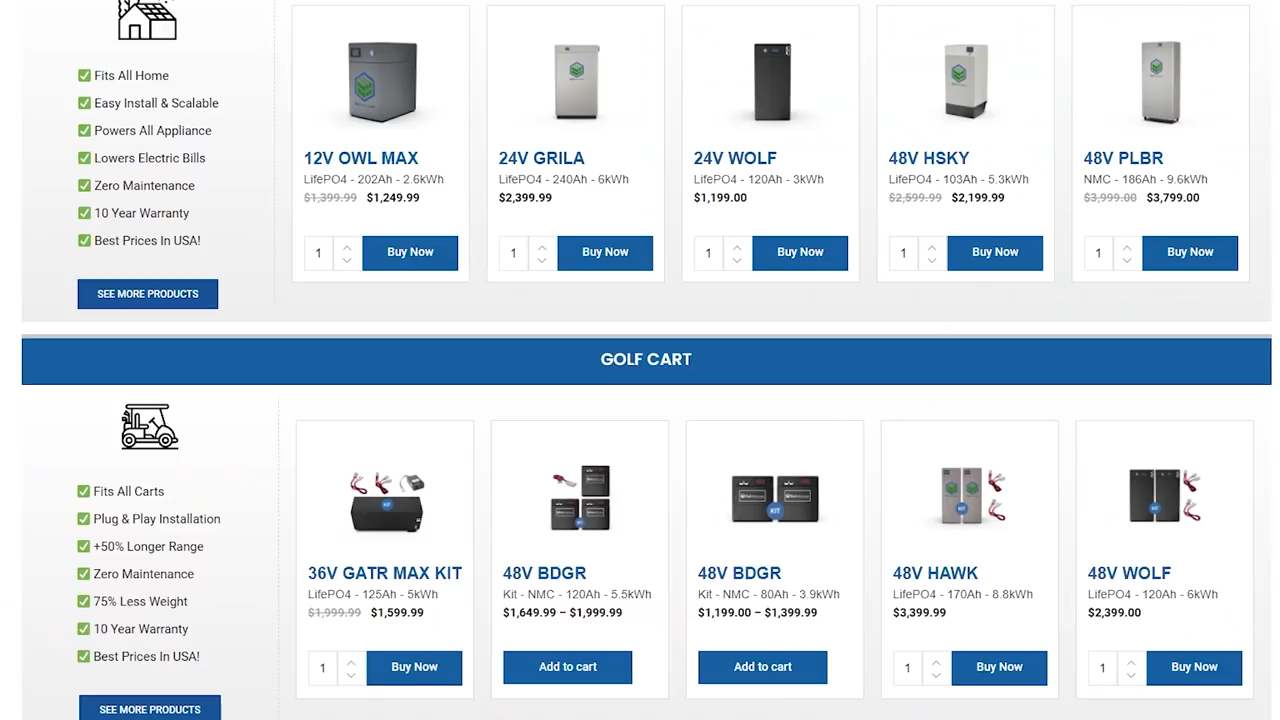 Fits All Home
Easy Install & Scalable
Powers All Appliance
Lowers Electric Bills
Zero Maintenance
10 Year Warranty
Best Prices In USA!
SEE MORE PRODUCTS
12V OWL MAX
LifePO4 - 202Ah - 2.6kWh
$1,399.99 $1,249.99
1
Buy Now
24V GRILA
LifePO4 - 240Ah - 6kWh
$2,399.99
1
Buy Now
24V WOLF
LifePO4 - 120Ah - 3kWh
$1,199.00
1
Buy Now
48V HSKY
LifePO4 - 103Ah - 5.3kWh
$2,599.99 $2,199.99
1
Buy Now
48V PLBR
NMC - 186Ah - 9.6kWh
$3,999.00 $3,799.00
1
Buy Now
GOLF CART
Fits All Carts
Plug & Play Installation
+50% Longer Range
Zero Maintenance
75% Less Weight
10 Year Warranty
Best Prices In USA!
SEE MORE PRODUCTS
KIT
36V GATR MAX KIT
LifePO4 - 125Ah - 5kWh
$1,999.99 $1,599.99
1
Buy Now
KIT
48V BDGR
Kit - NMC - 120Ah - 5.5kWh
$1,649.99 – $1,999.99
Add to cart
KIT
48V BDGR
Kit - NMC - 80Ah - 3.9kWh
$1,199.00 – $1,399.99
Add to cart
KIT
48V HAWK
LifePO4 - 170Ah - 8.8kWh
$3,399.99
1
Buy Now
KIT
48V WOLF
LifePO4 - 120Ah - 6kWh
$2,399.00
1
Buy Now